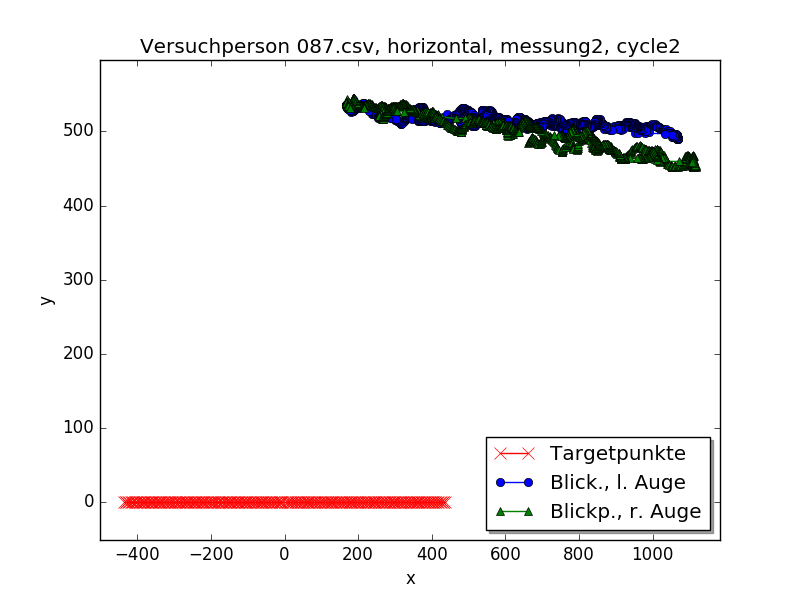 Versuchperson 087.csv, horizontal, messung2, cycle2
500
400
300
200
100
0
y
−400 −200 0 200 400 600 800 1000
x
Targetpunkte
Blick., l. Auge
Blickp., r. Auge